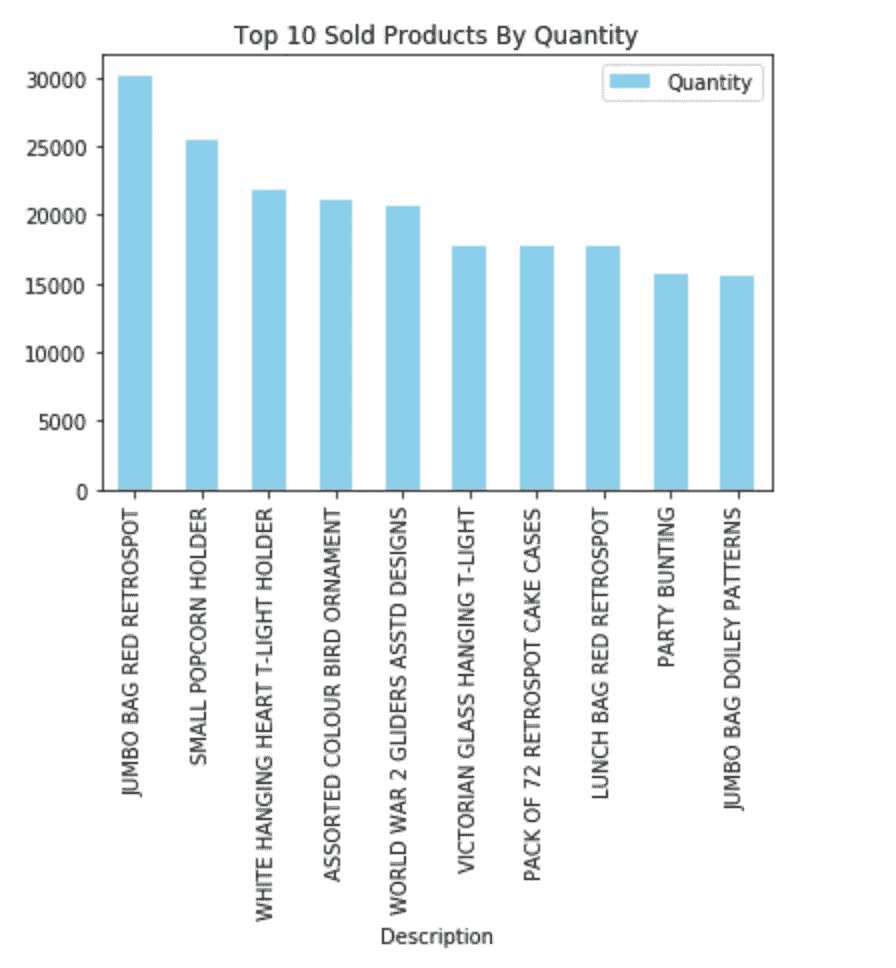 Top 10 Sold Products By Quantity
Quantity
30000
25000
20000
15000
10000
5000
0
JUMBO BAG RED RETROSPOT
SMALL POPCORN HOLDER
WHITE HANGING HEART T-LIGHT HOLDER
ASSORTED COLOUR BIRD ORNAMENT
WORLD WAR 2 GLIDERS ASSTD DESIGNS
VICTORIAN GLASS HANGING T-LIGHT
PACK OF 72 RETROSPOT CAKE CASES
LUNCH BAG RED RETROSPOT
PARTY BUNTING
JUMBO BAG DOILEY PATTERNS
Description